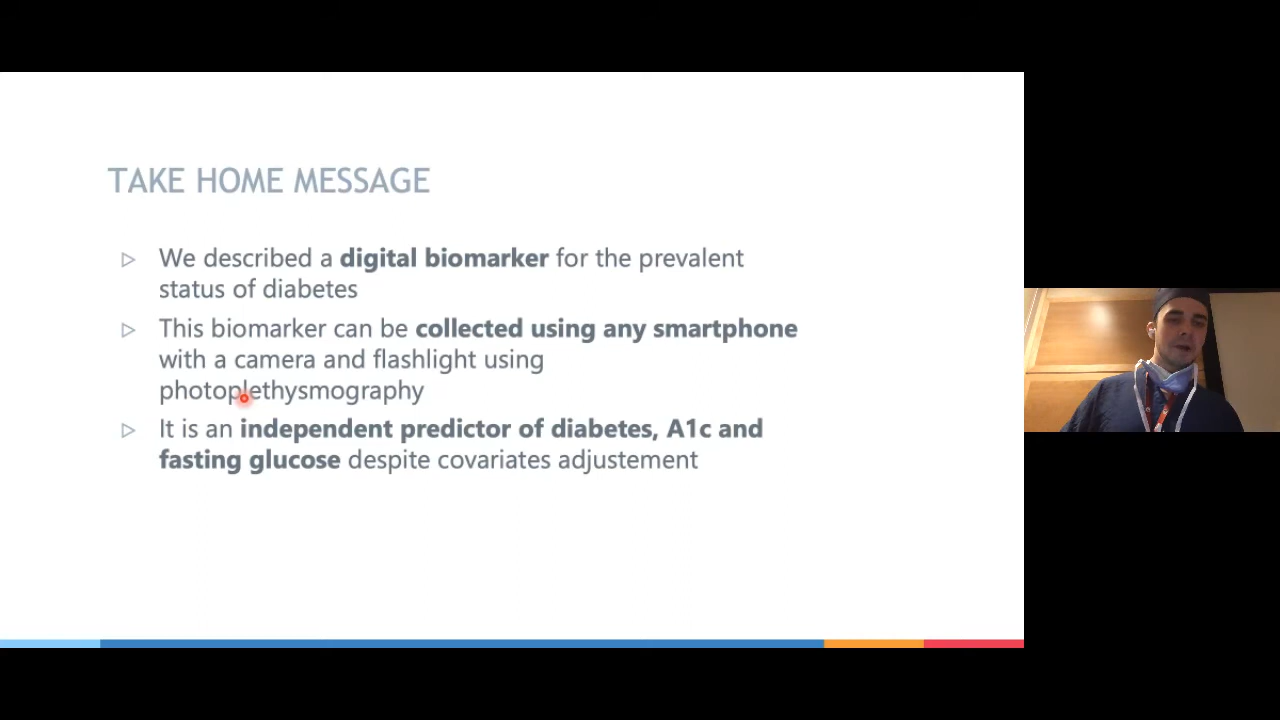 TAKE HOME MESSAGE
▷ We described a digital biomarker for the prevalent
status of diabetes
▷ This biomarker can be collected using any smartphone
with a camera and flashlight using
photoplethysmography
▷ It is an independent predictor of diabetes, A1c and
fasting glucose despite covariates adjustement